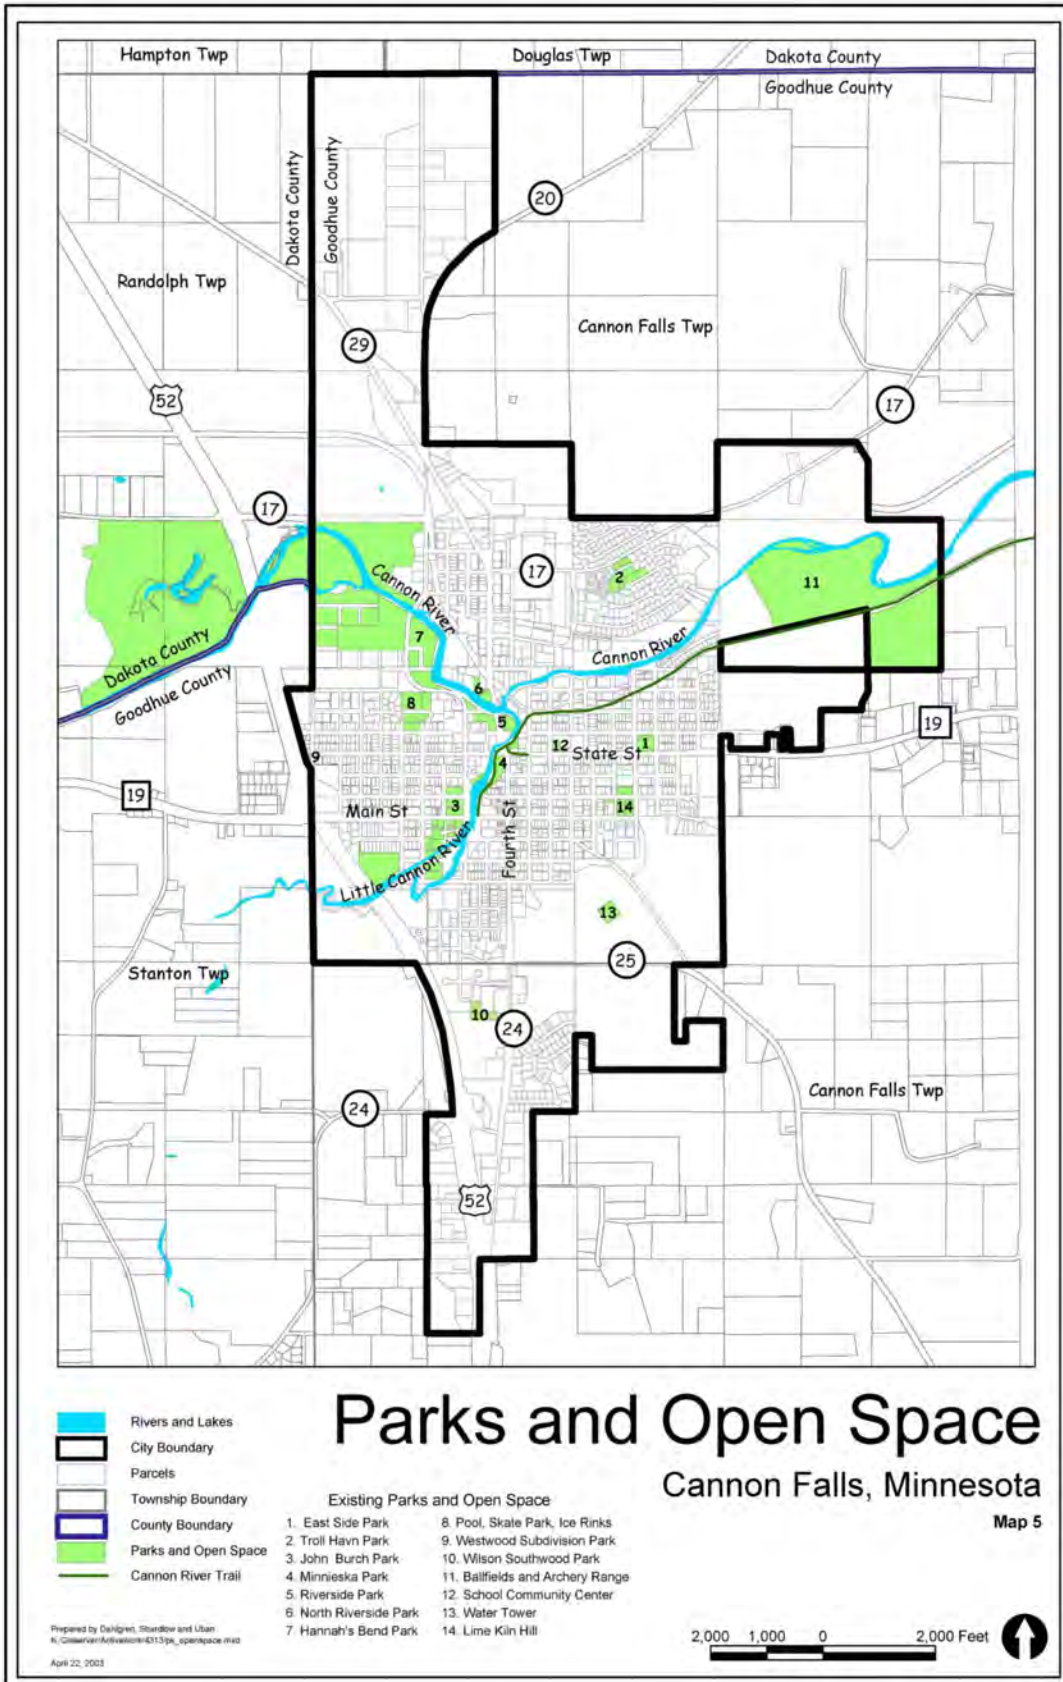 Hampton Twp
Douglas Twp
Dakota County
Goodhue County
Dakota County
Goodhue County
20
Randolph Twp
Cannon Falls Twp
29
52
17
17
Cannon River
17
2
11
7
Cannon River
Dakota County
Goodhue County
6
8
5
19
9
4
12
State St
1
19
Main St
3
Fourth St
14
Little Cannon River
13
25
Stanton Twp
10
24
24
Cannon Falls Twp
52
Parks and Open Space
Cannon Falls, Minnesota
Map 5
Rivers and Lakes
City Boundary
Parcels
Township Boundary
County Boundary
Parks and Open Space
Cannon River Trail
Existing Parks and Open Space
1. East Side Park
2. Troll Havn Park
3. John Burch Park
4. Minnieska Park
5. Riverside Park
6. North Riverside Park
7. Hannah's Bend Park
8. Pool, Skate Park, Ice Rinks
9. Westwood Subdivision Park
10. Wilson Southwood Park
11. Ballfields and Archery Range
12. School Community Center
13. Water Tower
14. Lime Kiln Hill
Prepared by Dahlgren, Shardlow and Uban
April 22, 2003
2,000 1,000 0 2,000 Feet